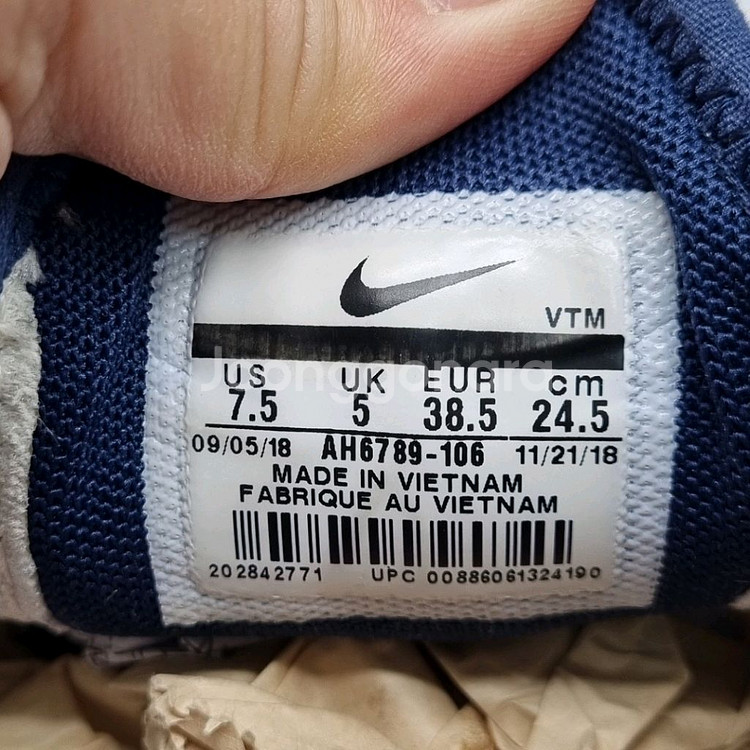 VTM
Joonggonara
US UK EUR cm
7.5 5 38.5 24.5
09/05/18 AH6789-106 11/21/18
MADE IN VIETNAM
FABRIQUE AU VIETNAM
202842771 UPC 00886061324190